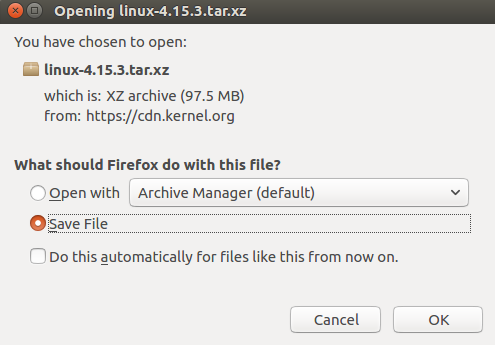 Opening linux-4.15.3.tar.xz
You have chosen to open:
linux-4.15.3.tar.xz
which is: XZ archive (97.5 MB)
from: https://cdn.kernel.org
What should Firefox do with this file?
Open with Archive Manager (default)
Save File
Do this automatically for files like this from now on.
Cancel OK